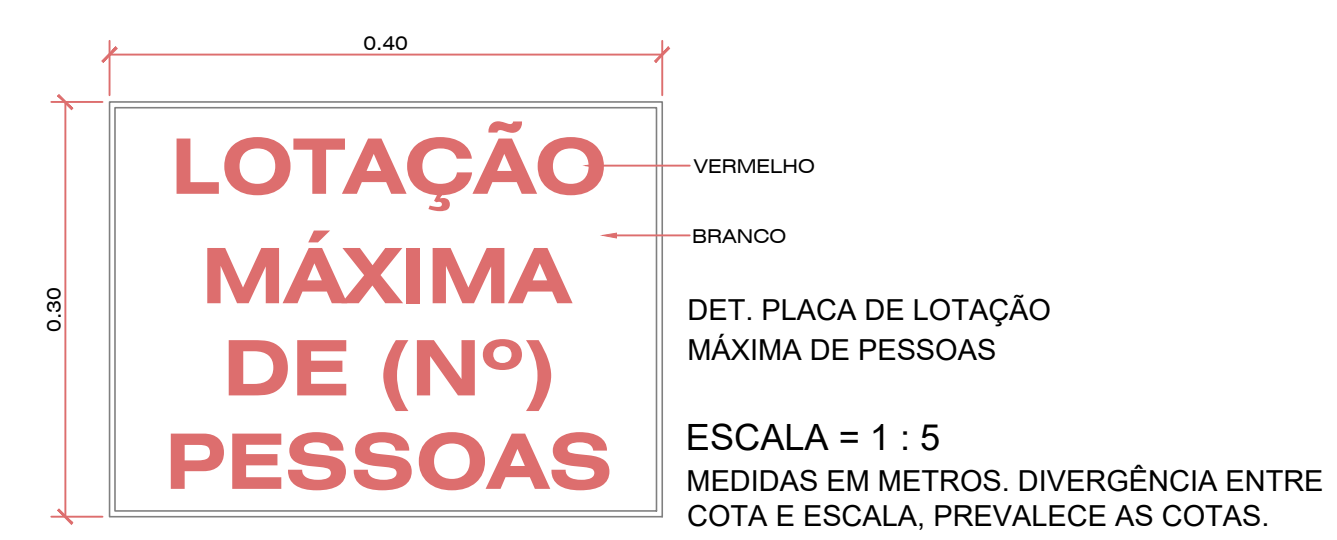 0.40
0.30
LOTAÇÃO
MÁXIMA
DE (Nº)
PESSOAS
VERMELHO
BRANCO
DET. PLACA DE LOTAÇÃO
MÁXIMA DE PESSOAS
ESCALA = 1 : 5
MEDIDAS EM METROS. DIVERGÊNCIA ENTRE
COTA E ESCALA, PREVALECE AS COTAS.